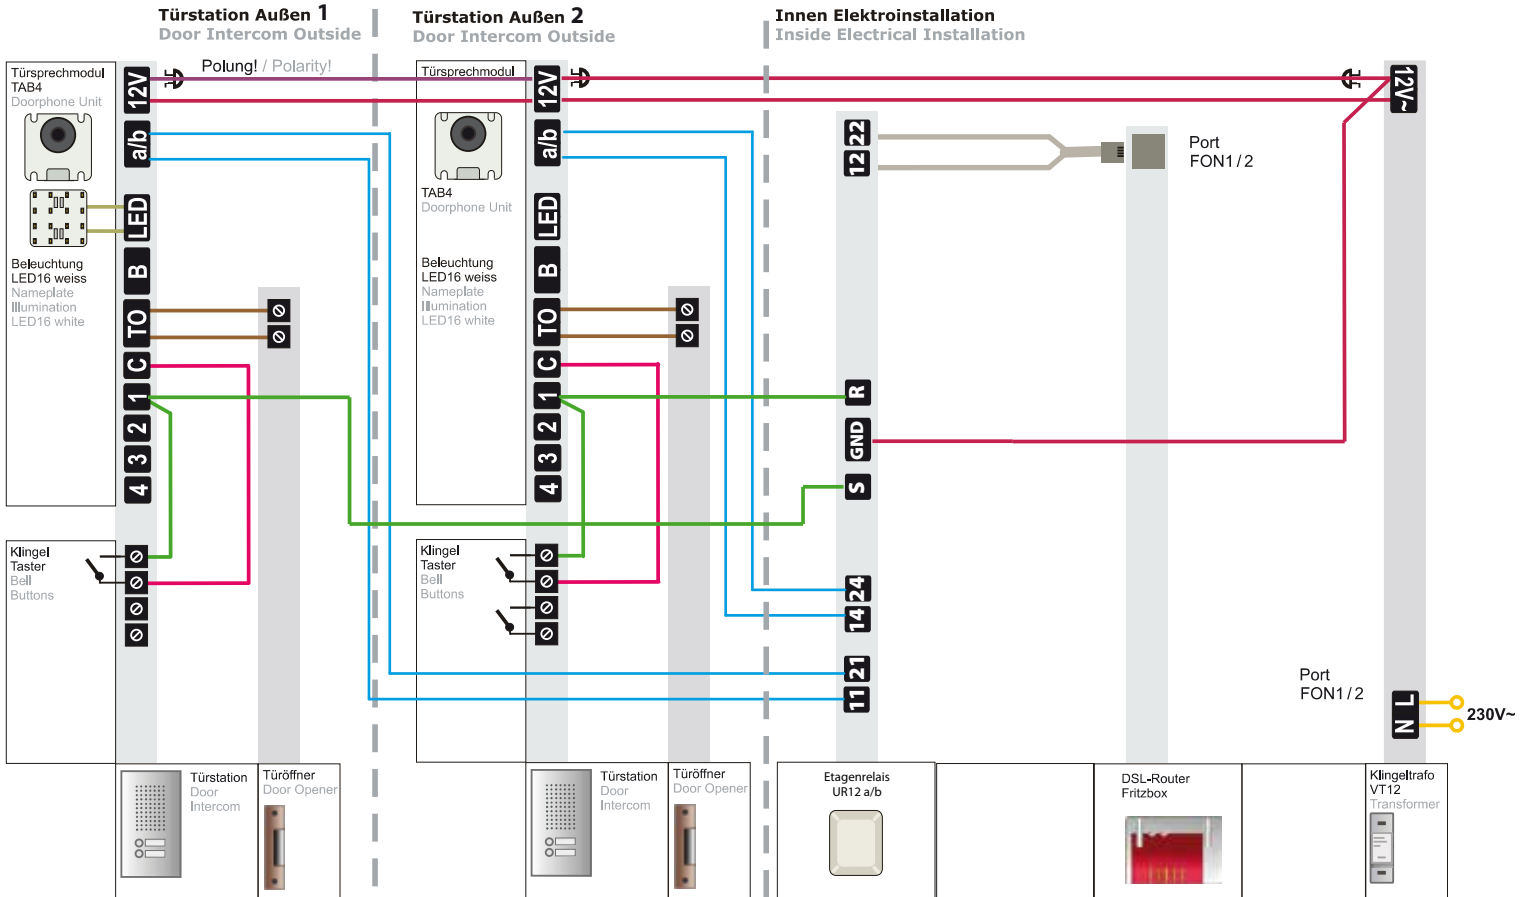 Türstation Außen 1
Door Intercom Outside
Türstation Außen 2
Door Intercom Outside
Innen Elektroinstallation
Inside Electrical Installation
Türsprechmodul
TAB4
Doorphone Unit
Beleuchtung
LED16 weiss
Nameplate
Illumination
LED16 white
Klingel
Taster
Bell
Buttons
12V
a/b
LED
B
TO
C
1
2
3
4
Polung! / Polarity!
Türsprechmodul
TAB4
Doorphone Unit
Beleuchtung
LED16 weiss
Nameplate
Illumination
LED16 white
Klingel
Taster
Bell
Buttons
12V
a/b
LED
B
TO
C
1
2
3
4
12 22
R
GND
S
14 24
11 21
Port
FON1/2
12V~
Port
FON1/2
N L
230V~
Türstation
Door
Intercom
Türöffner
Door Opener
Türstation
Door
Intercom
Türöffner
Door Opener
Etagenrelais
UR12 a/b
DSL-Router
Fritzbox
Klingeltrafo
VT12
Transformer